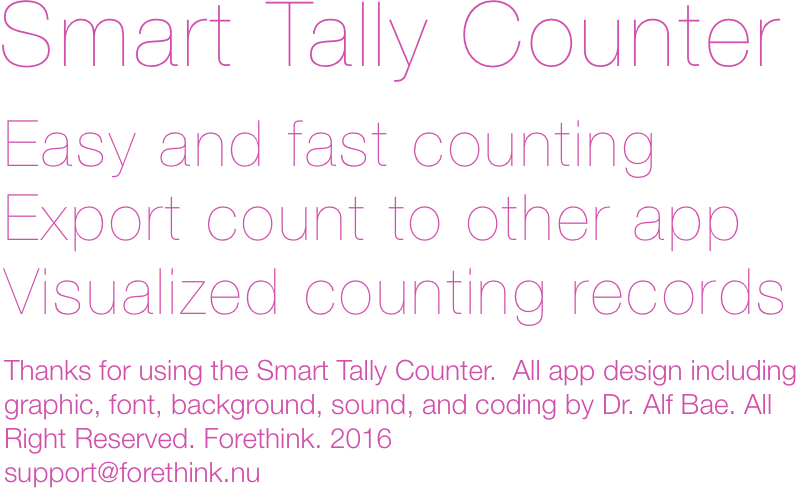 Smart Tally Counter
Easy and fast counting
Export count to other app
Visualized counting records
Thanks for using the Smart Tally Counter.  All app design including
graphic, font, background, sound, and coding by Dr. Alf Bae. All
Right Reserved. Forethink. 2016
support@forethink.nu